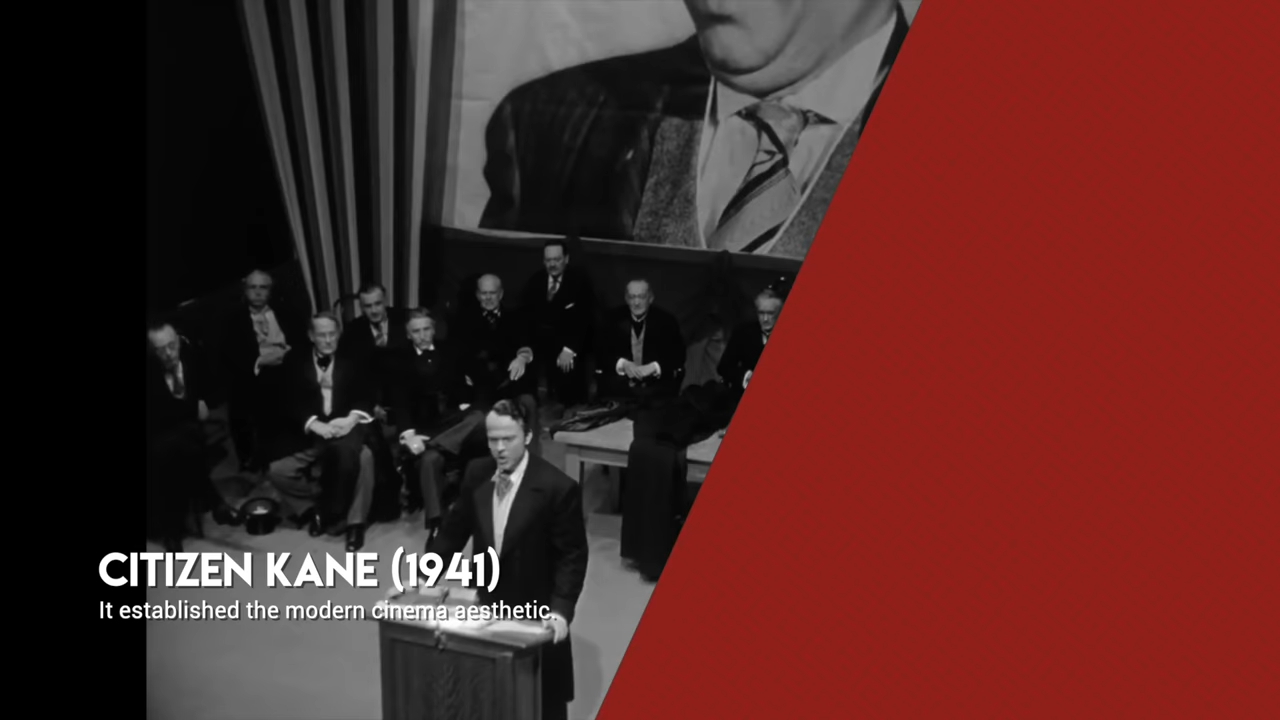 CITIZEN KANE (1941)
It established the modern cinema aesthetic.